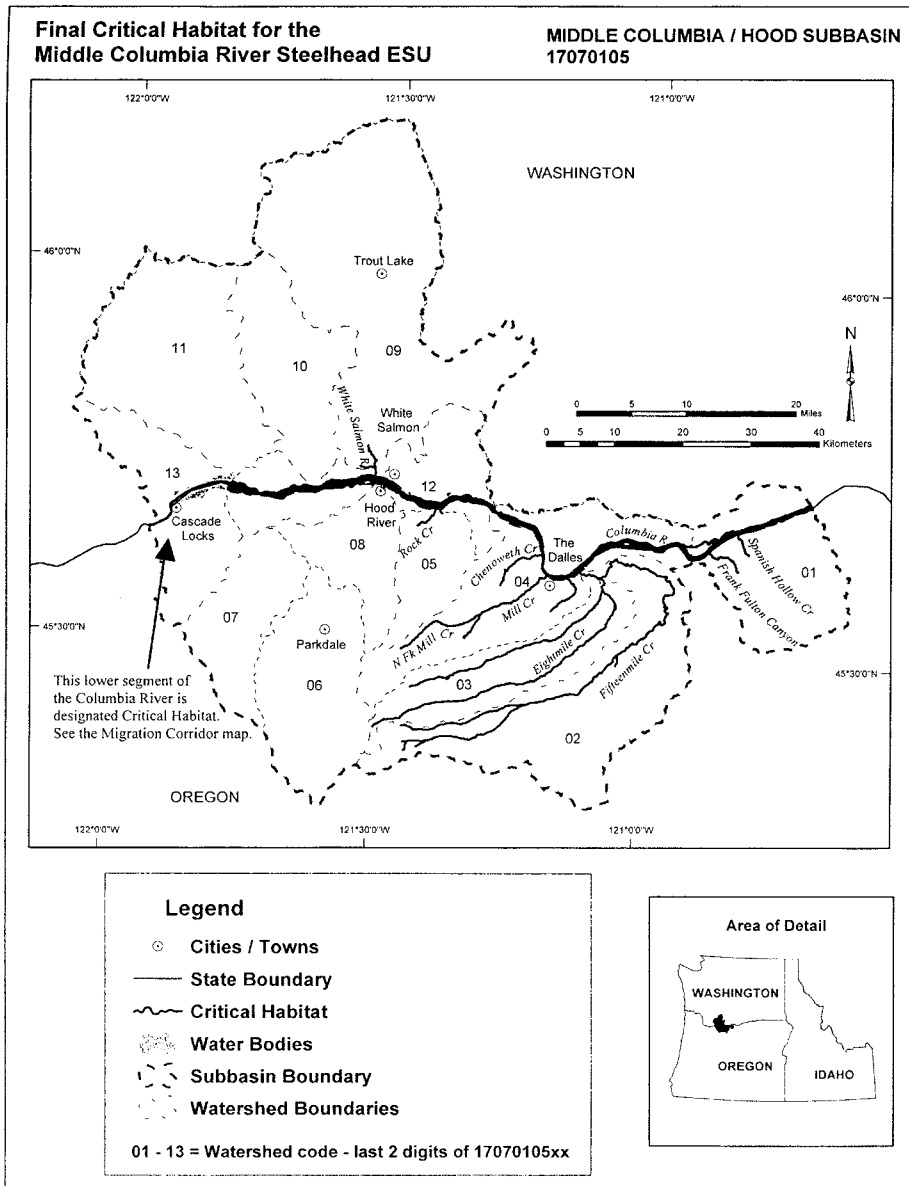 Final Critical Habitat for the
Middle Columbia River Steelhead ESU
MIDDLE COLUMBIA / HOOD SUBBASIN
17070105
122°0'0"W
121°30'0"W
121°0'0"W
WASHINGTON
46°0'0"N
46°0'0"N
Trout Lake
N
11
10
09
White Salmon R
White
Salmon
0 5 10 20
Miles
0 5 10 20 30 40
Kilometers
13
12
Cascade
Locks
Hood
River
Rock Cr
08
05
Chenoweth Cr
04
The
Dalles
Columbia R
Spanish Hollow Cr
01
Frank Fulton Canyon
Mill Cr
N Fk Mill Cr
Eightmile Cr
Fifteenmile Cr
07
Parkdale
06
03
02
45°30'0"N
45°30'0"N
This lower segment of
the Columbia River is
designated Critical Habitat.
See the Migration Corridor map.
OREGON
122°0'0"W
121°30'0"W
121°0'0"W
Legend
Cities / Towns
State Boundary
Critical Habitat
Water Bodies
Subbasin Boundary
Watershed Boundaries
01 - 13 = Watershed code - last 2 digits of 17070105xx
Area of Detail
WASHINGTON
OREGON
IDAHO